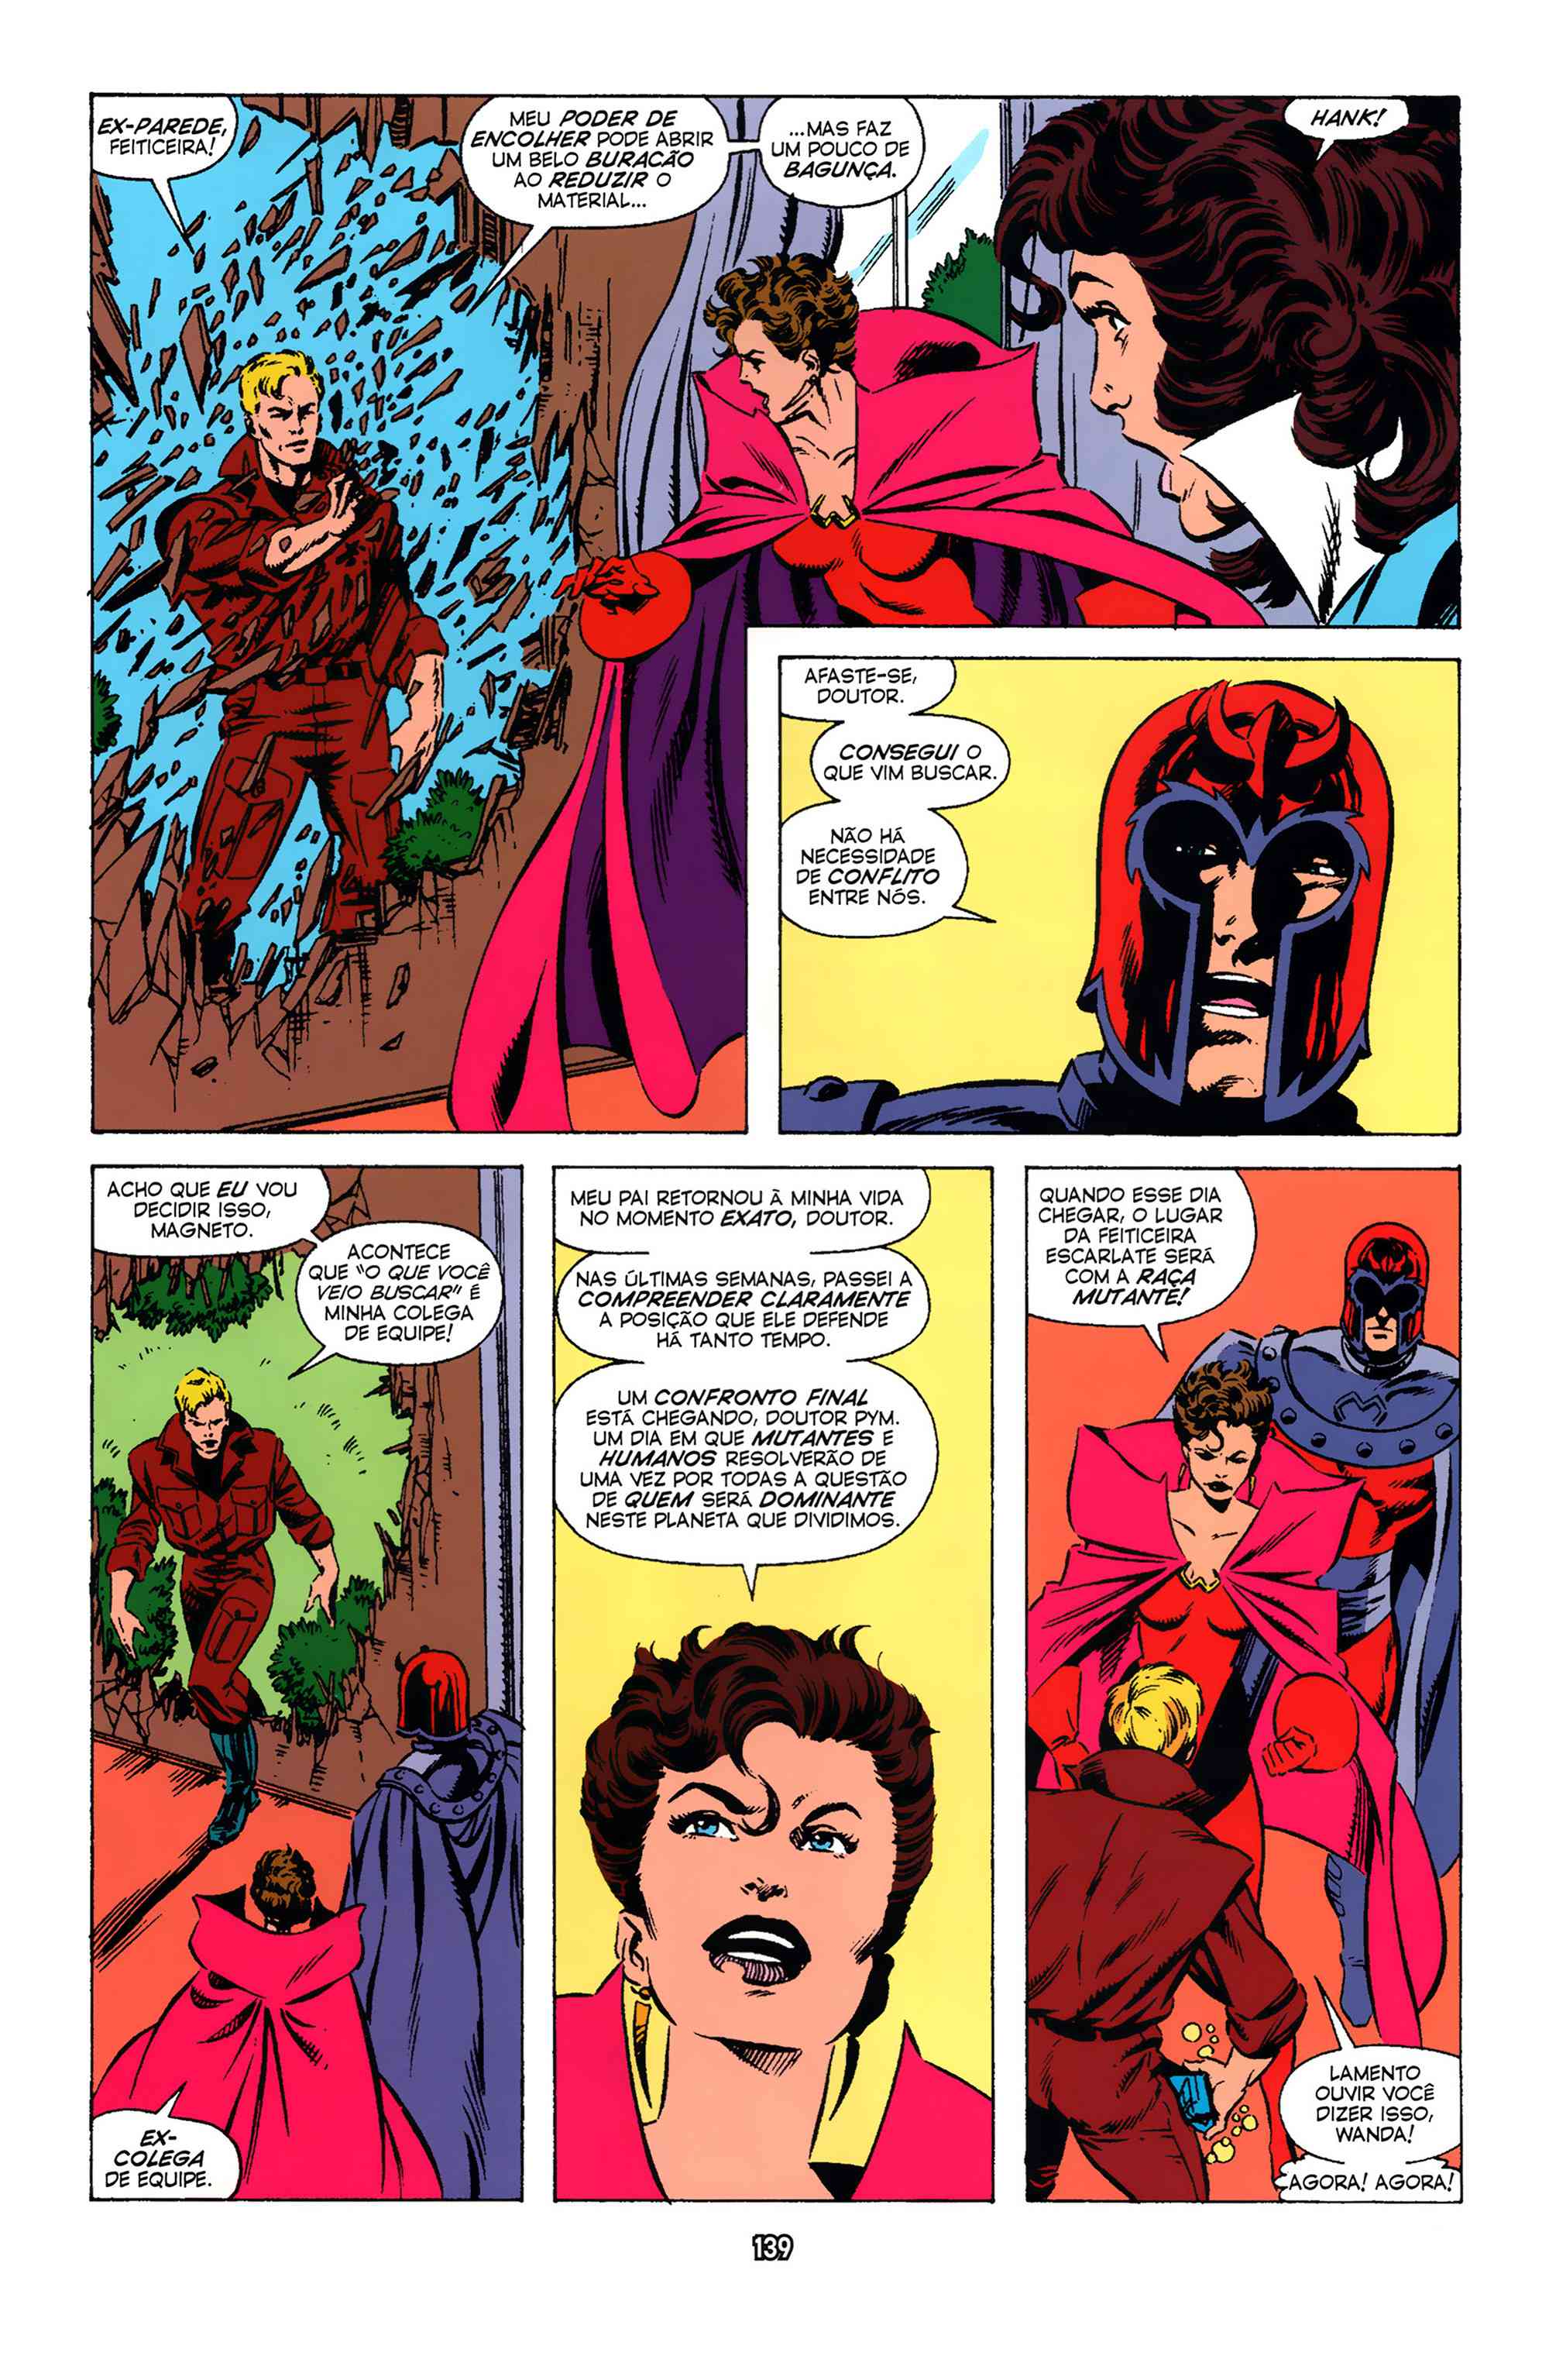 EX-PAREDE,
FEITICEIRA!
MEU PODER DE
ENCOLHER PODE ABRIR
UM BELO BURACÃO
AO REDUZIR O
MATERIAL...
...MAS FAZ
UM POUCO DE
BAGUNÇA.
HANK!
AFASTE-SE,
DOUTOR.
CONSEGUI O
QUE VIM BUSCAR.
NÃO HÁ
NECESSIDADE
DE CONFLITO
ENTRE NÓS.
ACHO QUE EU VOU
DECIDIR ISSO,
MAGNETO.
ACONTECE
QUE "O QUE VOCÊ
VEIO BUSCAR" É
MINHA COLEGA
DE EQUIPE!
EX-
COLEGA
DE EQUIPE.
MEU PAI RETORNOU À MINHA VIDA
NO MOMENTO EXATO, DOUTOR.
NAS ÚLTIMAS SEMANAS, PASSEI A
COMPREENDER CLARAMENTE
A POSIÇÃO QUE ELE DEFENDE
HÁ TANTO TEMPO.
UM CONFRONTO FINAL
ESTÁ CHEGANDO, DOUTOR PYM.
UM DIA EM QUE MUTANTES E
HUMANOS RESOLVERÃO DE
UMA VEZ POR TODAS A QUESTÃO
DE QUEM SERÁ DOMINANTE
NESTE PLANETA QUE DIVIDIMOS.
QUANDO ESSE DIA
CHEGAR, O LUGAR
DA FEITICEIRA
ESCARLATE SERÁ
COM A RAÇA
MUTANTE!
LAMENTO
OUVIR VOCÊ
DIZER ISSO,
WANDA!
AGORA! AGORA!
139